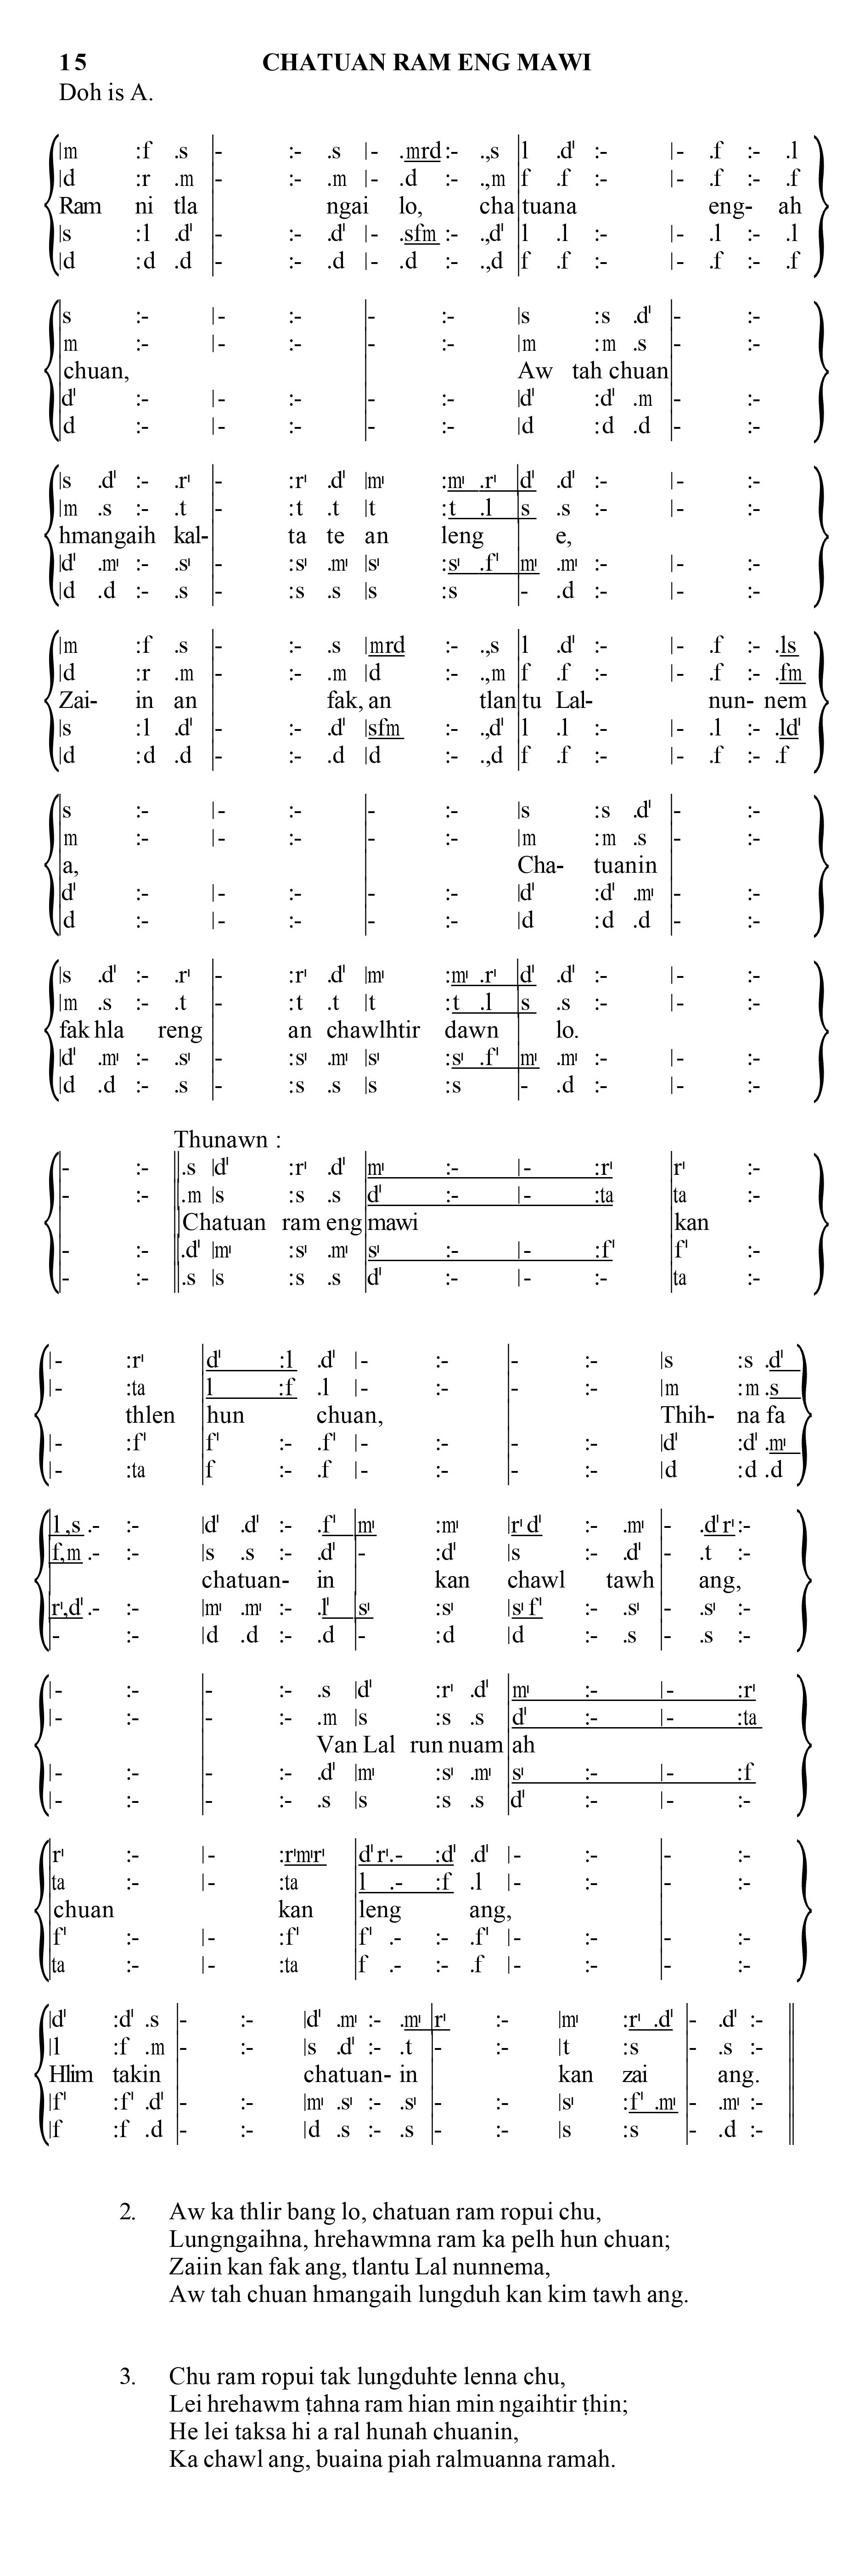 15 CHATUAN RAM ENG MAWI
Doh is A.
|m :f .s |- :- .s |- .mrd :- .,s |l .d' :- |- .f :- .l
|d :r .m |- :- .m |- .d :- .,m |f .f :- |- .f :- .f
Ram ni tla ngai lo, cha tuana eng- ah
|s :l .d' |- :- .d' |- .sfm :- .,d' |l .l :- |- .l :- .l
|d :d .d |- :- .d |- .d :- .,d |f .f :- |- .f :- .f
|s :- |- :- |- :- |s :s .d' |- :-
|m :- |- :- |- :- |m :m .s |- :-
chuan, Aw tah chuan
|d' :- |- :- |- :- |d' :d' .m |- :-
|d :- |- :- |- :- |d :d .d |- :-
|s .d' :- .r' |- :r' .d' |m' :m' .r' |d' .d' :- |- :-
|m .s :- .t |- :t .t |t :t .l |s .s :- |- :-
hmangaih kal- ta te an leng e,
|d' .m' :- .s' |- :s' .m' |s' :s' .f' |m' .m' :- |- :-
|d .d :- .s |- :s .s |s :s |- .d :- |- :-
|m :f .s |- :- .s |mrd :- .,s |l .d' :- |- .f :- .ls
|d :r .m |- :- .m |d :- .,m |f .f :- |- .f :- .fm
Zai- in an fak, an tlan tu Lal- nun- nem
|s :l .d' |- :- .d' |sfm :- .,d' |l .l :- |- .l :- .ld'
|d :d .d |- :- .d |d :- .,d |f .f :- |- .f :- .f
|s :- |- :- |- :- |s :s .d' |- :-
|m :- |- :- |- :- |m :m .s |- :-
a, Cha- tuanin
|d' :- |- :- |- :- |d' :d' .m' |- :-
|d :- |- :- |- :- |d :d .d |- :-
|s .d' :- .r' |- :r' .d' |m' :m' .r' |d' .d' :- |- :-
|m .s :- .t |- :t .t |t :t .l |s .s :- |- :-
fak hla reng an chawlhtir dawn lo.
|d' .m' :- .s' |- :s' .m' |s' :s' .f' |m' .m' :- |- :-
|d .d :- .s |- :s .s |s :s |- .d :- |- :-
Thunawn :
|- :- ||.s |d' :r' .d' |m' :- |- :r' |r' :-
|- :- ||.m |s :s .s |d' :- |- :ta |ta :-
Chatuan ram eng mawi kan
|- :- ||.d' |m' :s' .m' |s' :- |- :f' |f' :-
|- :- ||.s |s :s .s |d' :- |- :- |ta :-
|- :r' |d' :l .d' |- :- |- :- |s :s .d'
|- :ta |l :f .l |- :- |- :- |m :m .s
thlen hun chuan, Thih- na fa
|- :f' |f' :- .f' |- :- |- :- |d' :d' .m'
|- :ta |f :- .f |- :- |- :- |d :d .d
|l ,s .- :- |d' .d' :- .f' |m' :m' |r' d' :- .m' |- .d'r' :-
|f,m .- :- |s .s :- .d' |- :d' |s :- .d' |- .t :-
chatuan- in kan chawl tawh ang,
|r',d' .- :- |m' .m' :- .l' |s' :s' |s' f' :- .s' |- .s' :-
|- :- |d .d :- .d |- :d |d :- .s |- .s :-
|- :- |- :- .s |d' :r' .d' |m' :- |- :r'
|- :- |- :- .m |s :s .s |d' :- |- :ta
Van Lal run nuam ah
|- :- |- :- .d' |m' :s' .m' |s' :- |- :f
|- :- |- :- .s |s :s .s |d' :- |- :-
|r' :- |- :r'm'r' |d'r'.- :d' .d' |- :- |- :-
|ta :- |- :ta |l .- :f .l |- :- |- :-
chuan kan leng ang,
|f' :- |- :f' |f' .- :- .f' |- :- |- :-
|ta :- |- :ta |f .- :- .f |- :- |- :-
|d' :d' .s |- :- |d' .m' :- .m' |r' :- |m' :r' .d' |- .d' :- ||
|l :f .m |- :- |s .d' :- .t |- :- |t :s |- .s :- ||
Hlim takin chatuan- in kan zai ang.
|f' :f' .d' |- :- |m' .s' :- .s' |- :- |s' :f' .m' |- .m' :- ||
|f :f .d |- :- |d .s :- .s |- :- |s :s |- .d :- ||
2. Aw ka thlir bang lo, chatuan ram ropui chu,
Lungngaihna, hrehawmna ram ka pelh hun chuan;
Zaiin kan fak ang, tlantu Lal nunnema,
Aw tah chuan hmangaih lungduh kan kim tawh ang.
3. Chu ram ropui tak lungduhte lenna chu,
Lei hrehawm ṭahna ram hian min ngaihtir ṭhin;
He lei taksa hi a ral hunah chuanin,
Ka chawl ang, buaina piah ralmuanna ramah.